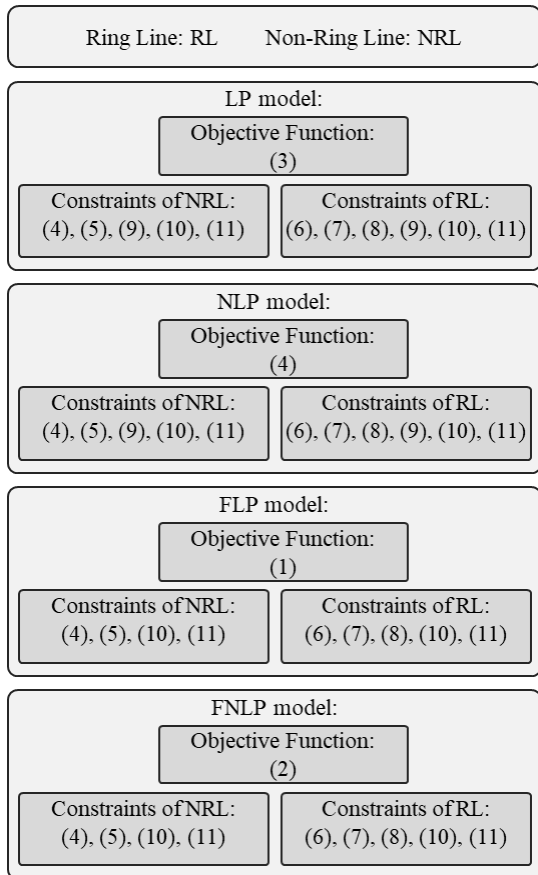 Ring Line: RL Non-Ring Line: NRL
LP model:
Objective Function:
(3)
Constraints of NRL:
(4), (5), (9), (10), (11)
Constraints of RL:
(6), (7), (8), (9), (10), (11)
NLP model:
Objective Function:
(4)
Constraints of NRL:
(4), (5), (9), (10), (11)
Constraints of RL:
(6), (7), (8), (9), (10), (11)
FLP model:
Objective Function:
(1)
Constraints of NRL:
(4), (5), (10), (11)
Constraints of RL:
(6), (7), (8), (10), (11)
FNLP model:
Objective Function:
(2)
Constraints of NRL:
(4), (5), (10), (11)
Constraints of RL:
(6), (7), (8), (10), (11)